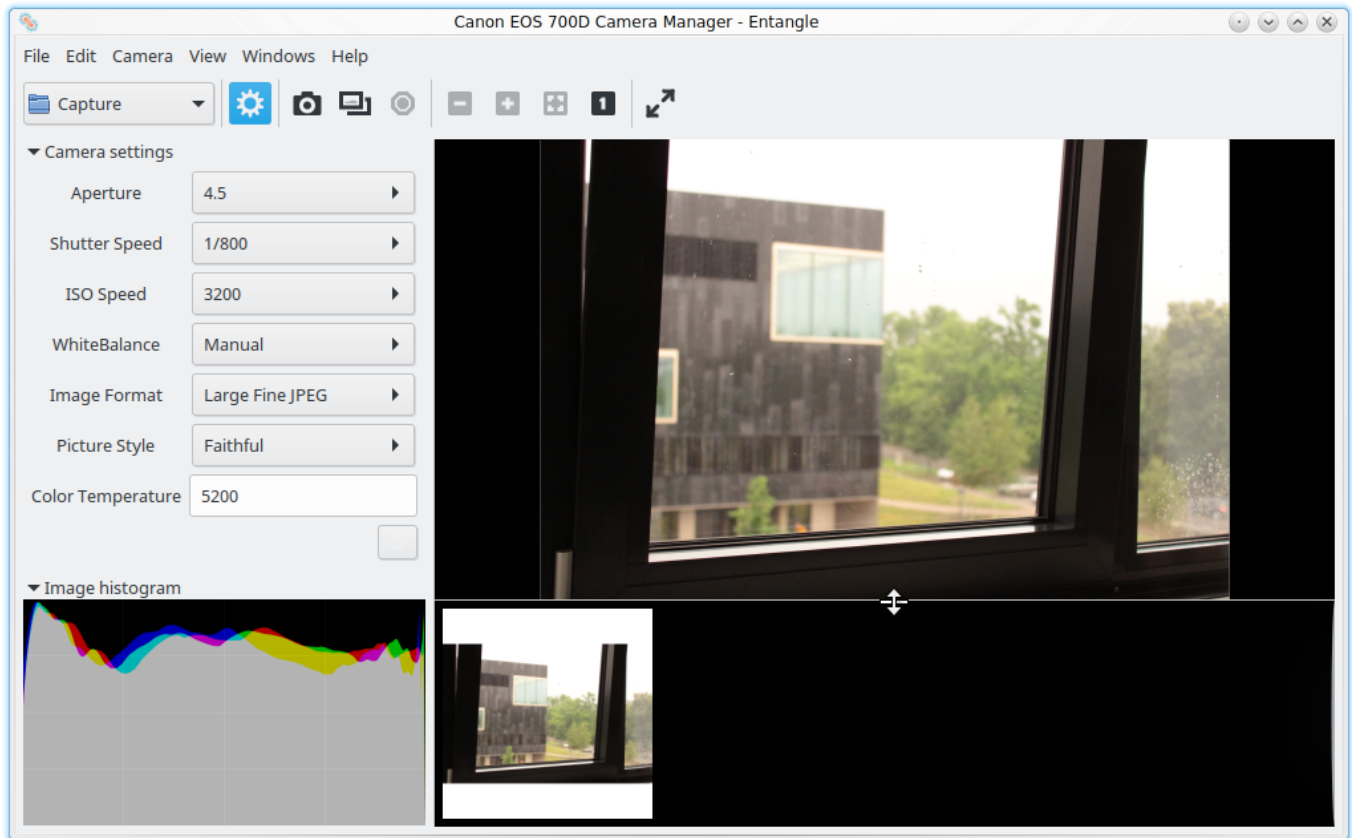 Canon EOS 700D Camera Manager - Entangle
File Edit Camera View Windows Help
Capture
1
Camera settings
Aperture 4.5
Shutter Speed 1/800
ISO Speed 3200
WhiteBalance Manual
Image Format Large Fine JPEG
Picture Style Faithful
Color Temperature 5200
Image histogram